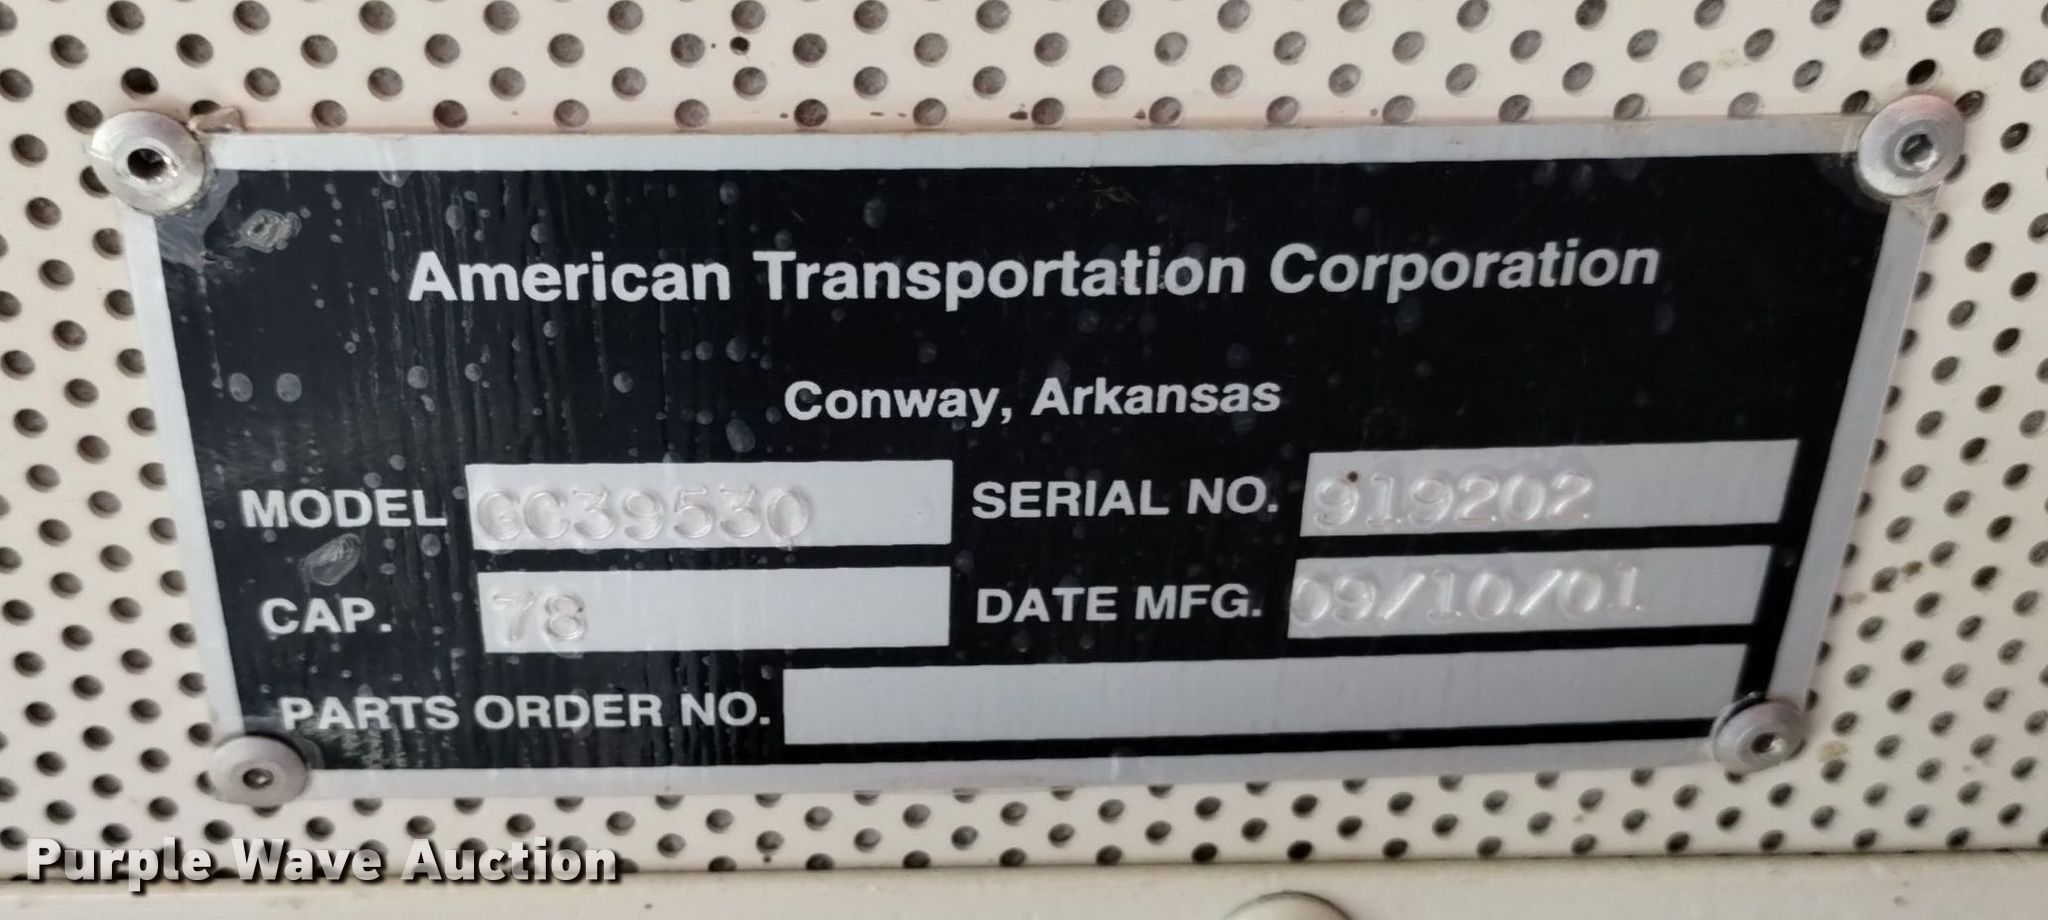 American Transportation Corporation
Conway, Arkansas
MODEL GC39530 SERIAL NO. 919202
CAP. 78 DATE MFG. 09/10/01
PARTS ORDER NO.
Purple Wave Auction